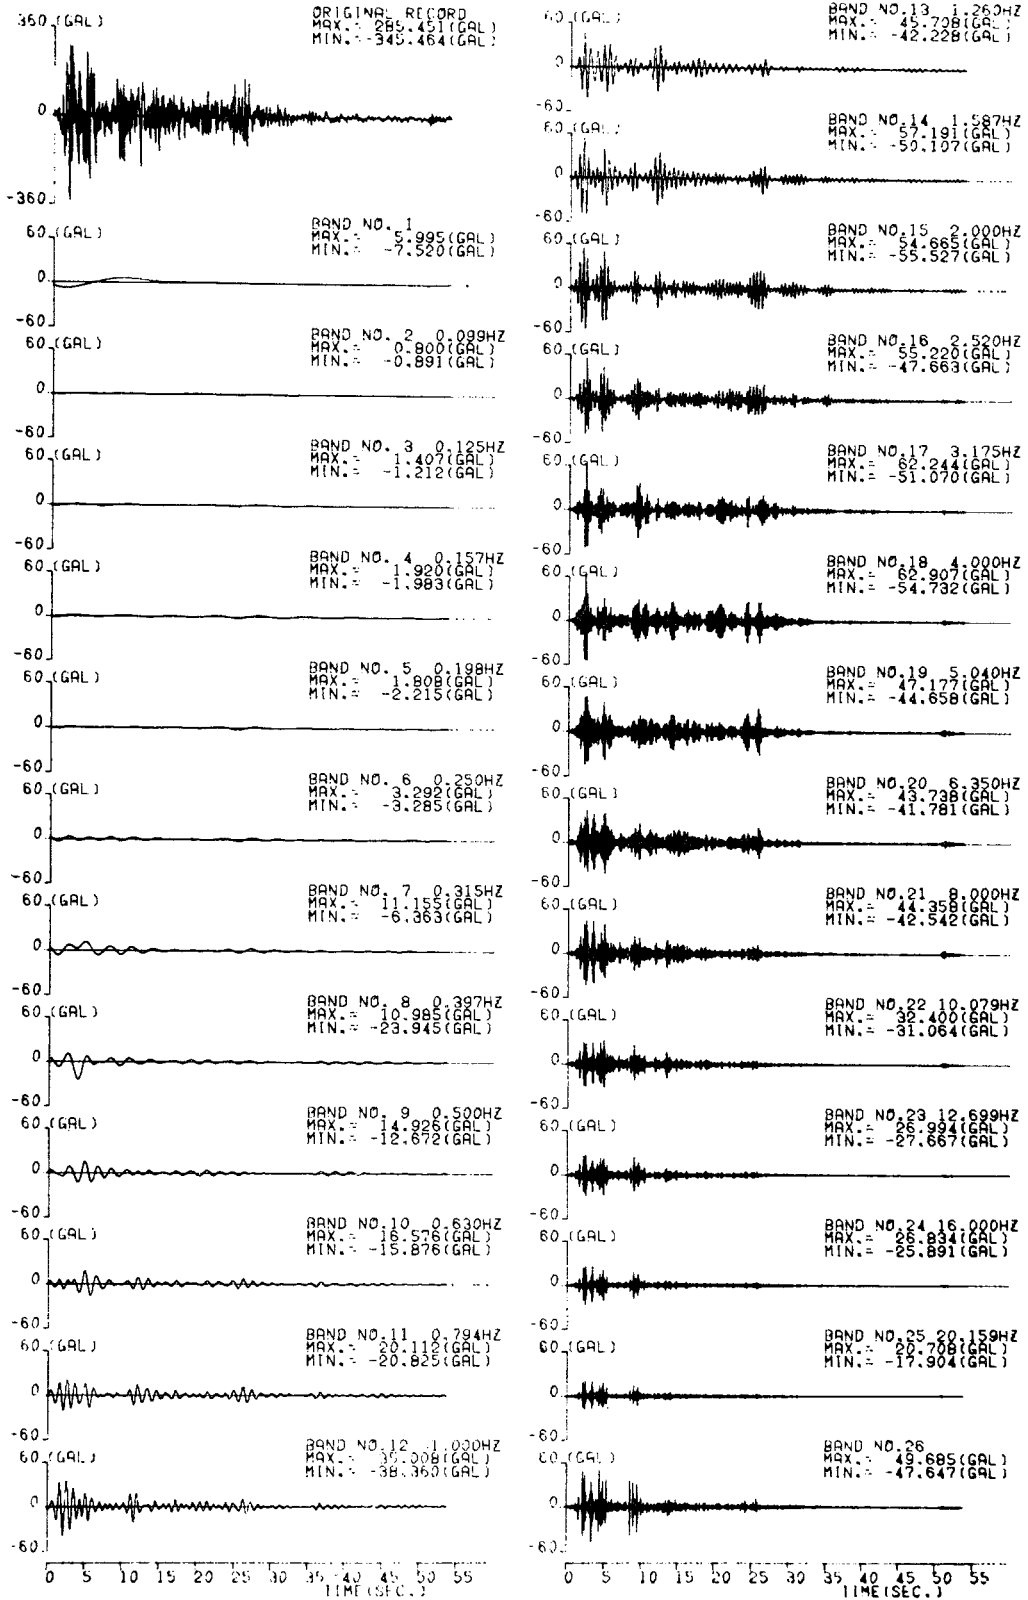 360 (GAL)
ORIGINAL RECORD
MAX.= 285.451(GAL)
MIN.=-345.464(GAL)
0
-360
60 (GAL)
BAND NO. 1
MAX.= 5.995(GAL)
MIN.= -7.520(GAL)
0
-60
60 (GAL)
BAND NO. 2 0.099HZ
MAX.= 0.800(GAL)
MIN.= -0.891(GAL)
0
-60
60 (GAL)
BAND NO. 3 0.125HZ
MAX.= 1.407(GAL)
MIN.= -1.212(GAL)
0
-60
60 (GAL)
BAND NO. 4 0.157HZ
MAX.= 1.920(GAL)
MIN.= -1.983(GAL)
0
-60
60 (GAL)
BAND NO. 5 0.198HZ
MAX.= 1.808(GAL)
MIN.= -2.215(GAL)
0
-60
60 (GAL)
BAND NO. 6 0.250HZ
MAX.= 3.292(GAL)
MIN.= -3.285(GAL)
0
-60
60 (GAL)
BAND NO. 7 0.315HZ
MAX.= 11.155(GAL)
MIN.= -6.363(GAL)
0
-60
60 (GAL)
BAND NO. 8 0.397HZ
MAX.= 10.985(GAL)
MIN.= -23.945(GAL)
0
-60
60 (GAL)
BAND NO. 9 0.500HZ
MAX.= 14.926(GAL)
MIN.= -12.672(GAL)
0
-60
60 (GAL)
BAND NO.10 0.630HZ
MAX.= 16.576(GAL)
MIN.= -15.876(GAL)
0
-60
60 (GAL)
BAND NO.11 0.794HZ
MAX.= 20.112(GAL)
MIN.= -20.825(GAL)
0
-60
60 (GAL)
BAND NO.12 1.000HZ
MAX.= 35.008(GAL)
MIN.= -38.360(GAL)
0
-60
0 5 10 15 20 25 30 35 40 45 50 55
TIME(SEC.)
60 (GAL)
BAND NO.13 1.260HZ
MAX.= 45.708(GAL)
MIN.= -42.228(GAL)
0
-60
60 (GAL)
BAND NO.14 1.587HZ
MAX.= 57.191(GAL)
MIN.= -50.107(GAL)
0
-60
60 (GAL)
BAND NO.15 2.000HZ
MAX.= 54.665(GAL)
MIN.= -55.527(GAL)
0
-60
60 (GAL)
BAND NO.16 2.520HZ
MAX.= 55.220(GAL)
MIN.= -47.663(GAL)
0
-60
60 (GAL)
BAND NO.17 3.175HZ
MAX.= 62.244(GAL)
MIN.= -51.070(GAL)
0
-60
60 (GAL)
BAND NO.18 4.000HZ
MAX.= 62.907(GAL)
MIN.= -54.732(GAL)
0
-60
60 (GAL)
BAND NO.19 5.040HZ
MAX.= 47.177(GAL)
MIN.= -44.658(GAL)
0
-60
60 (GAL)
BAND NO.20 6.350HZ
MAX.= 43.738(GAL)
MIN.= -41.781(GAL)
0
-60
60 (GAL)
BAND NO.21 8.000HZ
MAX.= 44.358(GAL)
MIN.= -42.542(GAL)
0
-60
60 (GAL)
BAND NO.22 10.079HZ
MAX.= 32.400(GAL)
MIN.= -31.064(GAL)
0
-60
60 (GAL)
BAND NO.23 12.699HZ
MAX.= 26.994(GAL)
MIN.= -27.667(GAL)
0
-60
60 (GAL)
BAND NO.24 16.000HZ
MAX.= 26.834(GAL)
MIN.= -25.891(GAL)
0
-60
60 (GAL)
BAND NO.25 20.159HZ
MAX.= 20.708(GAL)
MIN.= -17.904(GAL)
0
-60
60 (GAL)
BAND NO.26
MAX.= 49.685(GAL)
MIN.= -47.647(GAL)
0
-60
0 5 10 15 20 25 30 35 40 45 50 55
TIME(SEC.)